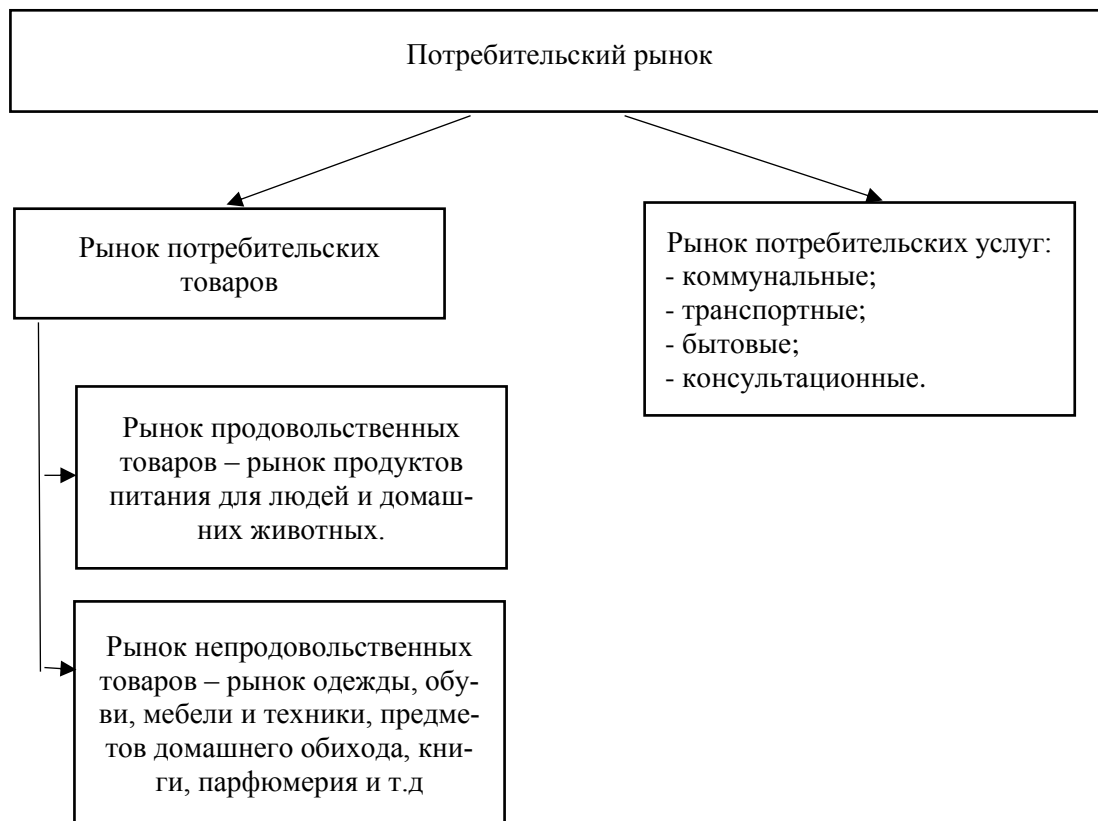 Потребительский рынок
Рынок потребительских
товаров
Рынок потребительских услуг:
- коммунальные;
- транспортные;
- бытовые;
- консультационные.
Рынок продовольственных
товаров – рынок продуктов
питания для людей и домаш-
них животных.
Рынок непродовольственных
товаров – рынок одежды, обу-
ви, мебели и техники, предме-
тов домашнего обихода, кни-
ги, парфюмерия и т.д